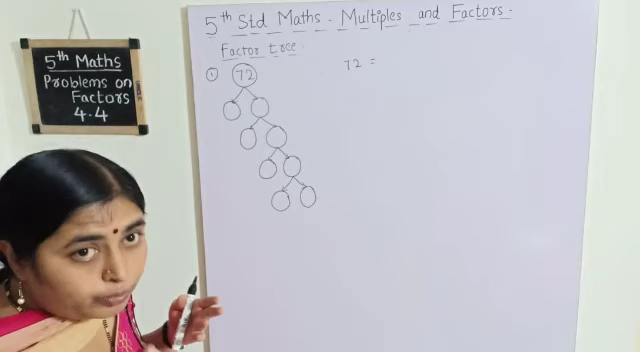 5th Std Maths - Multiples and Factors.
Factor tree.
5th Maths
Problems on
Factors
4.4
1 72
72 =